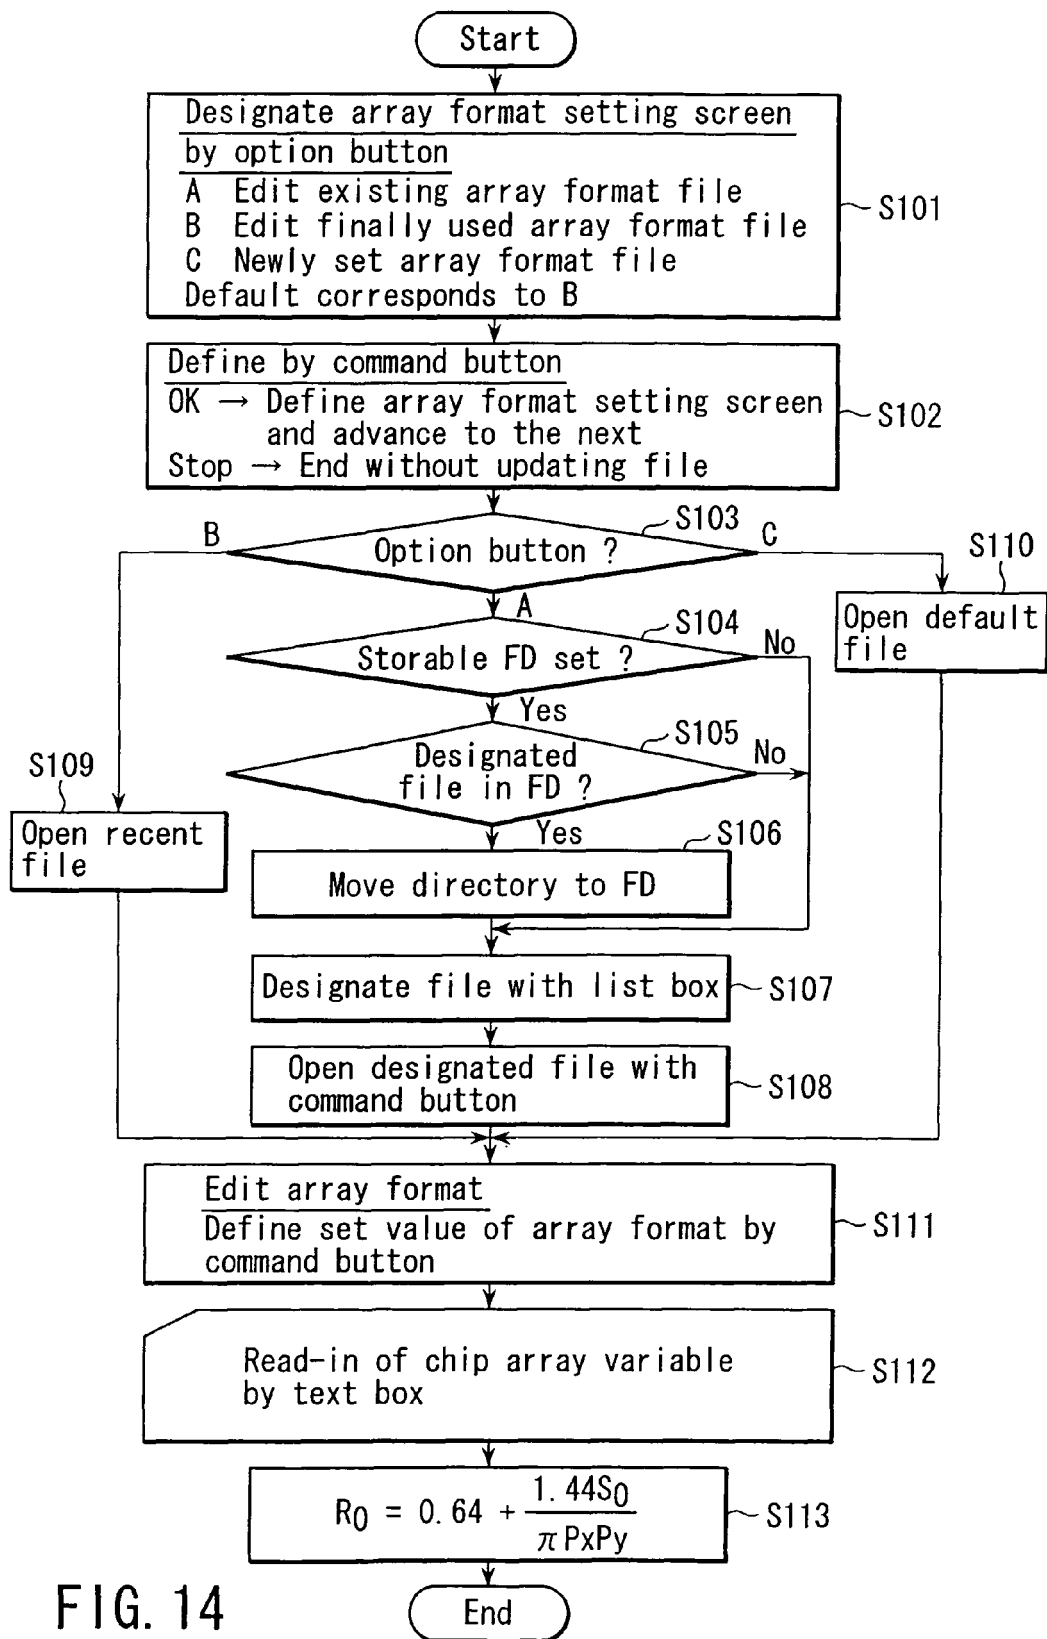 Start
Designate array format setting screen
by option button
A Edit existing array format file
B Edit finally used array format file
C Newly set array format file
Default corresponds to B
S101
Define by command button
OK → Define array format setting screen
and advance to the next
Stop → End without updating file
S102
S103
B
Option button ?
C
S110
A
Open default
file
S104
Storable FD set ?
No
Yes
S105
Designated
file in FD ?
No
S109
Yes
Open recent
file
S106
Move directory to FD
Designate file with list box
S107
Open designated file with
command button
S108
Edit array format
Define set value of array format by
command button
S111
Read-in of chip array variable
by text box
S112
R0 = 0.64 + 1.44S0 / π PxPy
S113
End
FIG. 14